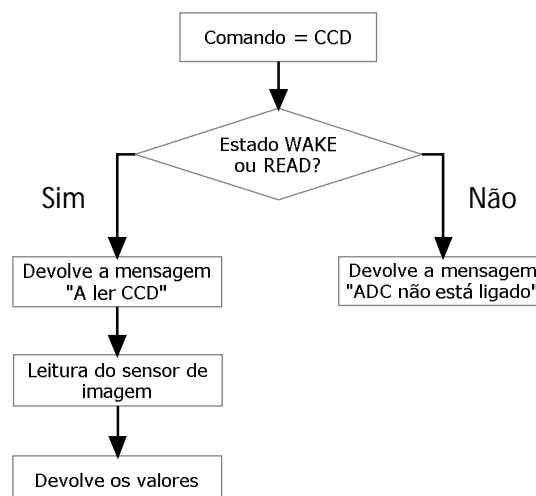 Comando = CCD
Estado WAKE
ou READ?
Sim
Não
Devolve a mensagem
"A ler CCD"
Devolve a mensagem
"ADC não está ligado"
Leitura do sensor de
imagem
Devolve os valores